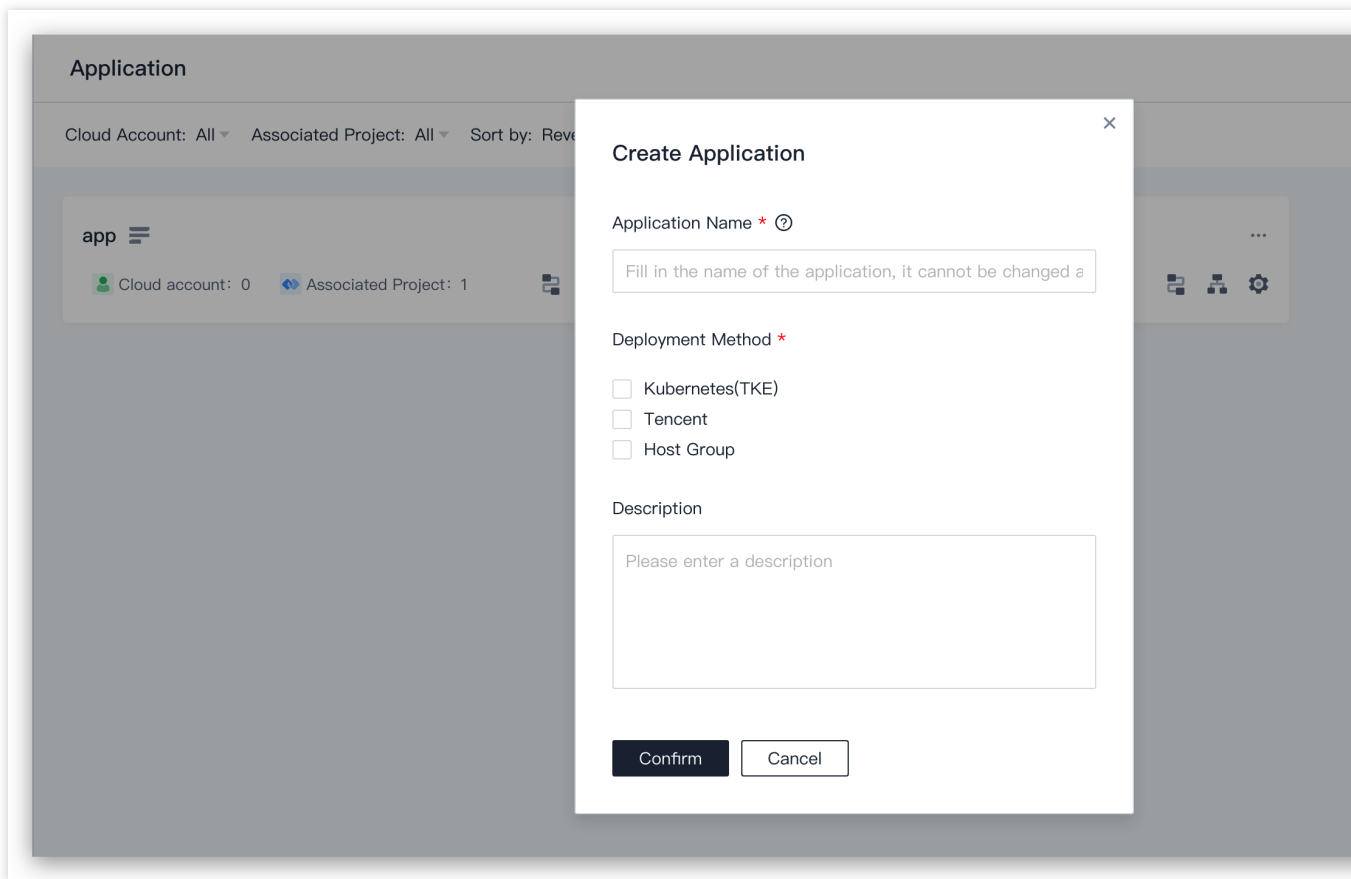 Application
Cloud Account: All Associated Project: All Sort by: Reve
app
Cloud account: 0 Associated Project: 1
Create Application
Application Name *
Fill in the name of the application, it cannot be changed a
Deployment Method *
Kubernetes(TKE)
Tencent
Host Group
Description
Please enter a description
Confirm Cancel